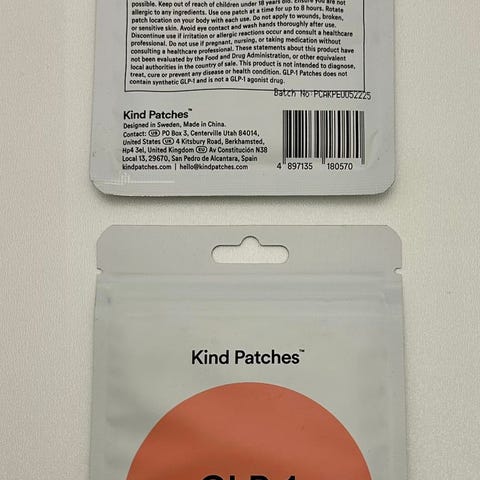 possible. Keep out of reach of children under 18 years old. Ensure you are not
allergic to any ingredients. Use one patch at a time for up to 8 hours. Rotate
patch location on your body with each use. Do not apply to wounds, broken,
or sensitive skin. Avoid eye contact and wash hands thoroughly after use.
Discontinue use if irritation or allergic reactions occur and consult a healthcare
professional. Do not use if pregnant, nursing, or taking medication without
consulting a healthcare professional. These statements about this product have
not been evaluated by the Food and Drug Administration, or other equivalent
local authorities in the country of sale. This product is not intended to diagnose,
treat, cure or prevent any disease or health condition. GLP-1 Patches does not
contain synthetic GLP-1 and is not a GLP-1 agonist drug.
Batch No:PCAKPE0052225
Kind Patches™
Designed in Sweden, Made in China.
Contact: US PO Box 3, Centerville Utah 84014,
United States UK 4 Kitsbury Road, Berkhamsted,
Hp4 3el, United Kingdom EU Av Constitución N38
Local 13, 29670, San Pedro de Alcantara, Spain
kindpatches.com | hello@kindpatches.com
4 897135 180570
Kind Patches™
GLP-1